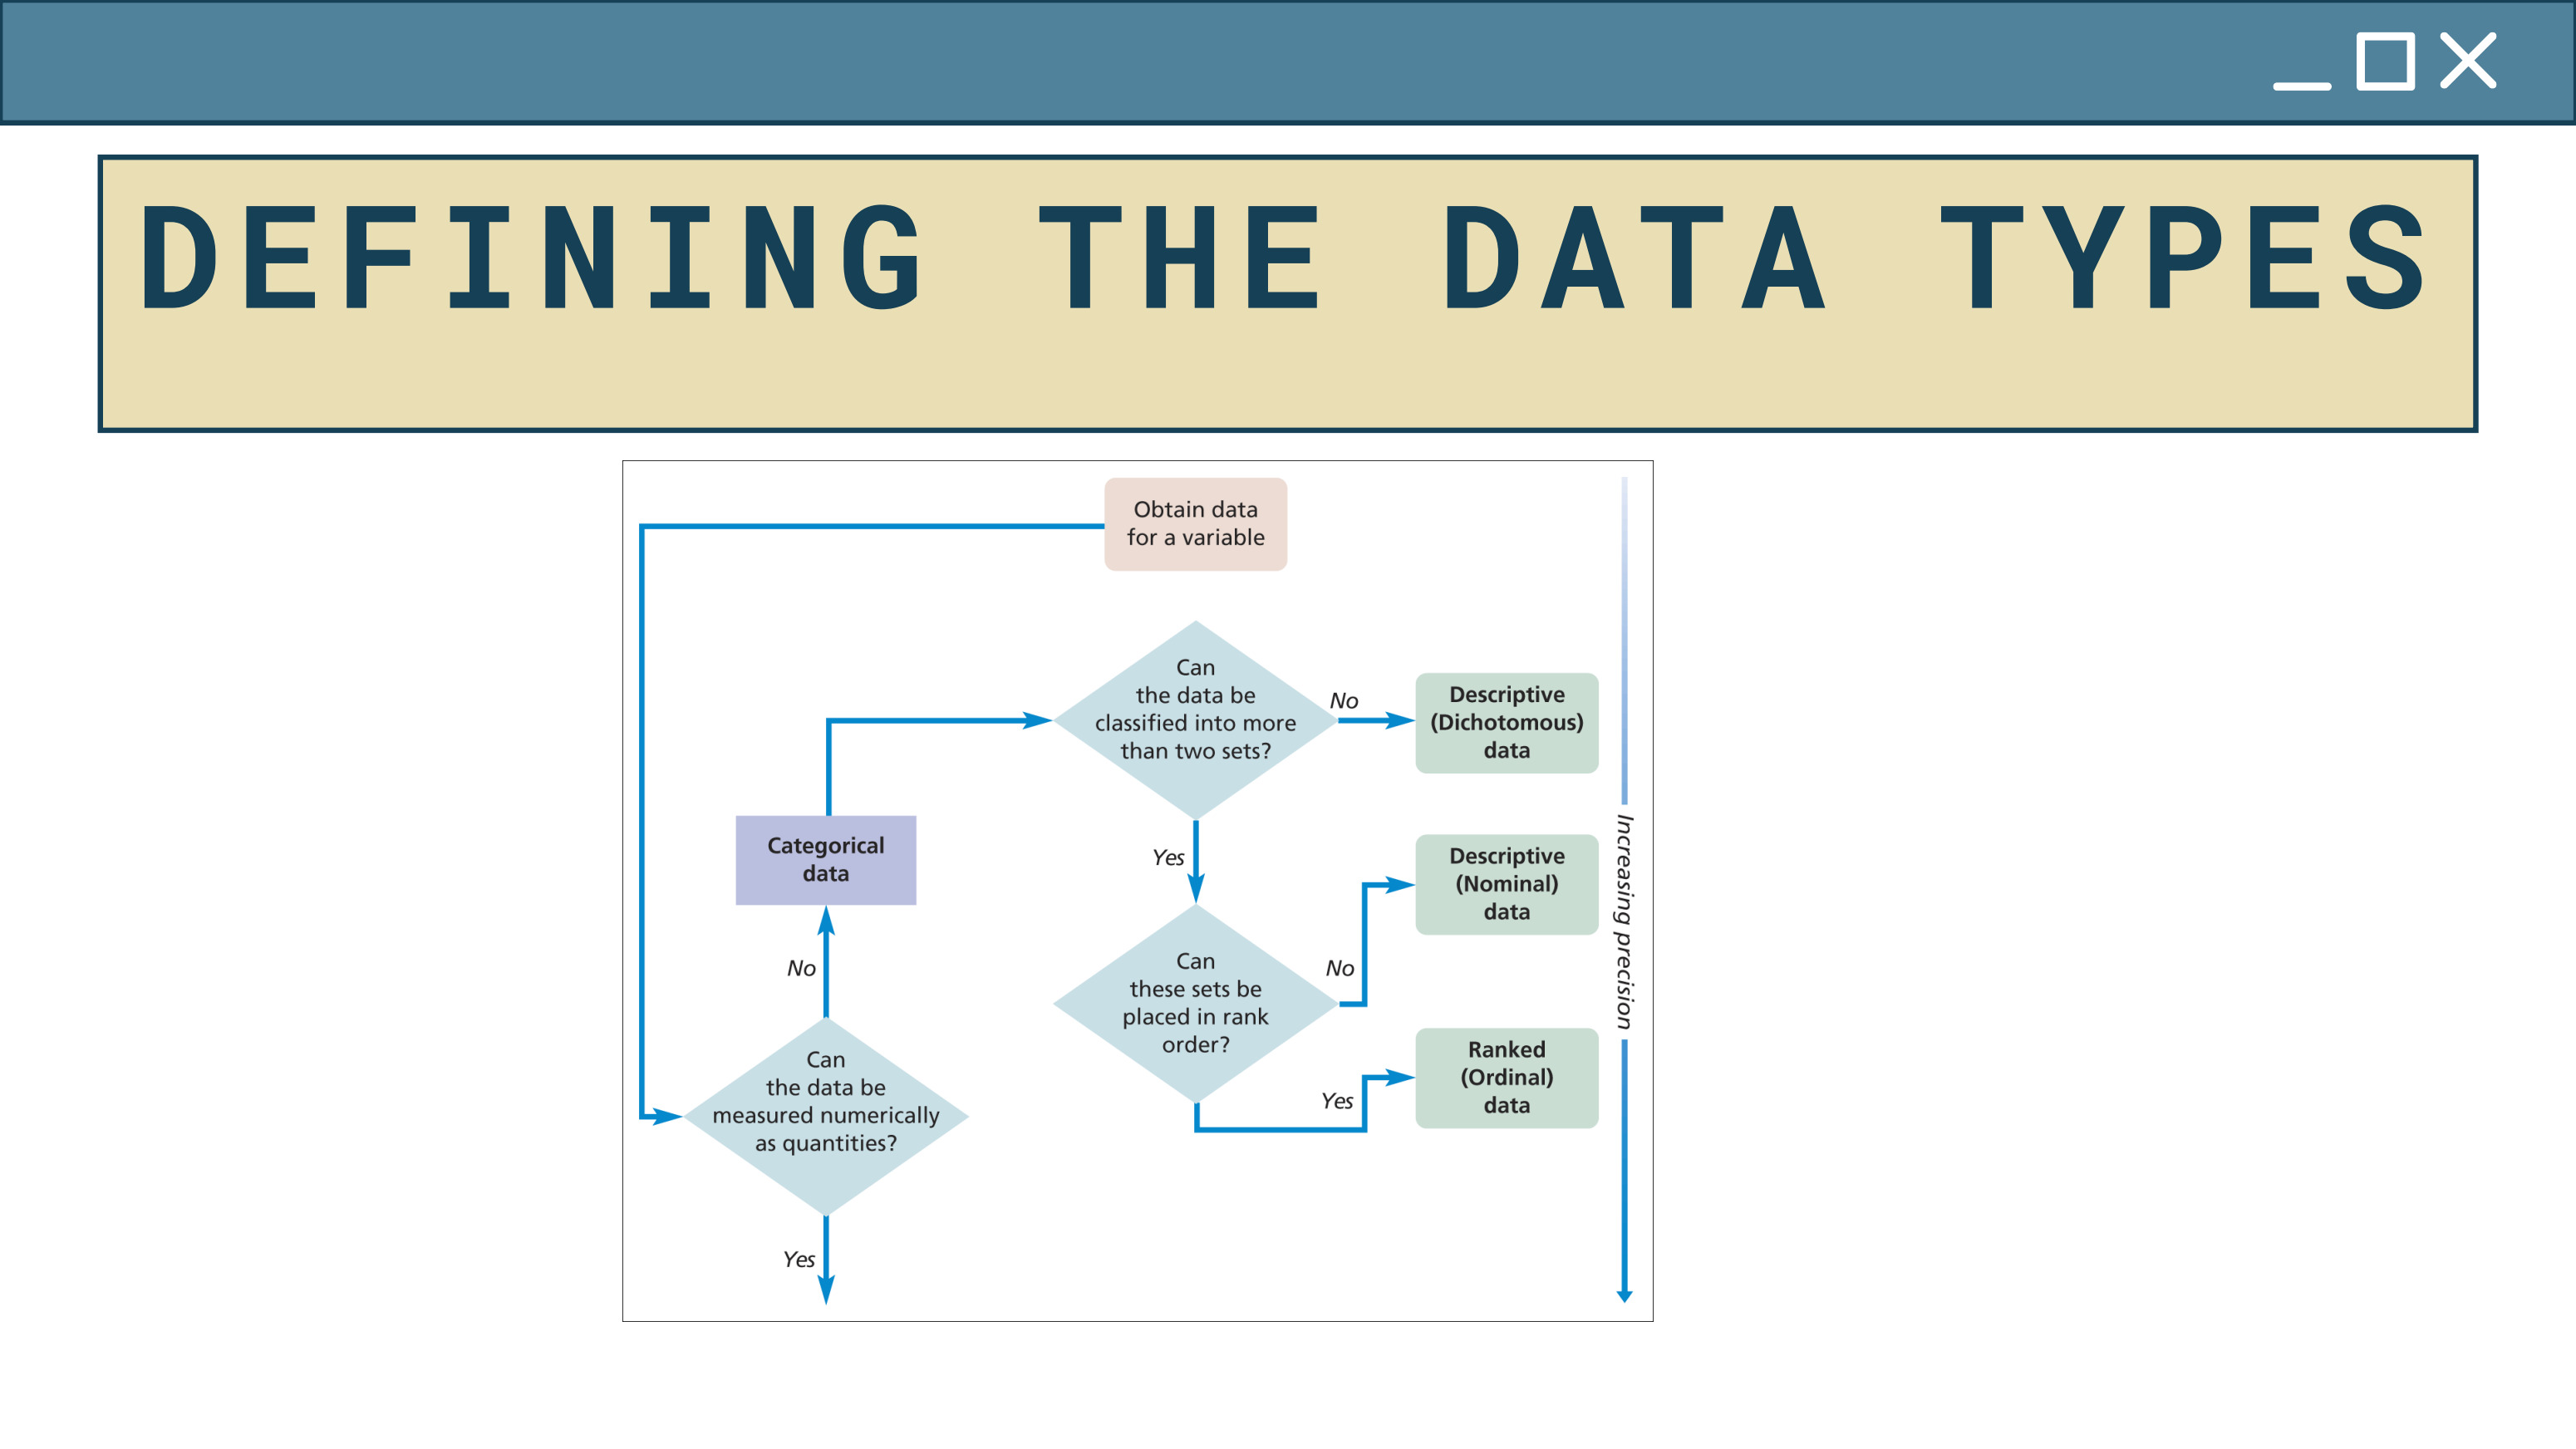 DEFINING THE DATA TYPES
Obtain data
for a variable
Can
the data be
classified into more
than two sets?
No
Descriptive
(Dichotomous)
data
Categorical
data
Yes
Descriptive
(Nominal)
data
Increasing precision
No
Can
these sets be
placed in rank
order?
No
Can
the data be
measured numerically
as quantities?
Yes
Ranked
(Ordinal)
data
Yes